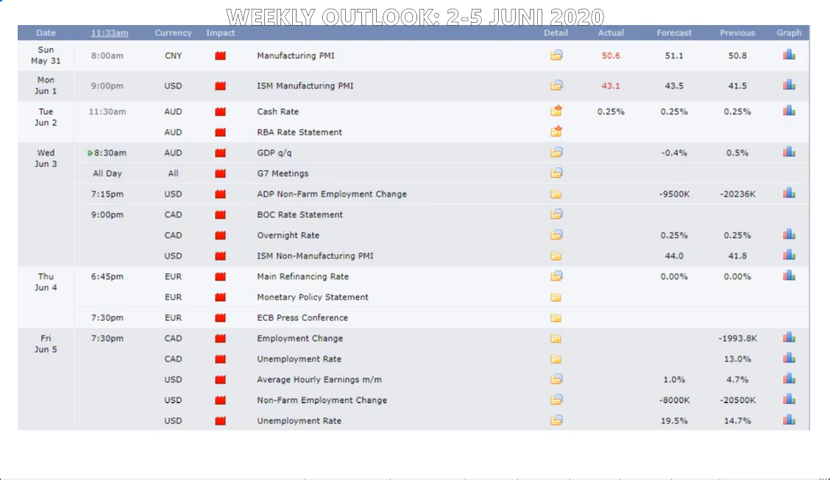 WEEKLY OUTLOOK: 2-5 JUNI 2020
Date 11:33am Currency Impact Detail Actual Forecast Previous Graph
Sun May 31 8:00am CNY Manufacturing PMI 50.6 51.1 50.8
Mon Jun 1 9:00pm USD ISM Manufacturing PMI 43.1 43.5 41.5
Tue Jun 2 11:30am AUD Cash Rate 0.25% 0.25% 0.25%
AUD RBA Rate Statement
Wed Jun 3 8:30am AUD GDP q/q -0.4% 0.5%
All Day All G7 Meetings
7:15pm USD ADP Non-Farm Employment Change -9500K -20236K
9:00pm CAD BOC Rate Statement
CAD Overnight Rate 0.25% 0.25%
USD ISM Non-Manufacturing PMI 44.0 41.8
Thu Jun 4 6:45pm EUR Main Refinancing Rate 0.00% 0.00%
EUR Monetary Policy Statement
7:30pm EUR ECB Press Conference
Fri Jun 5 7:30pm CAD Employment Change -1993.8K
CAD Unemployment Rate 13.0%
USD Average Hourly Earnings m/m 1.0% 4.7%
USD Non-Farm Employment Change -8000K -20500K
USD Unemployment Rate 19.5% 14.7%